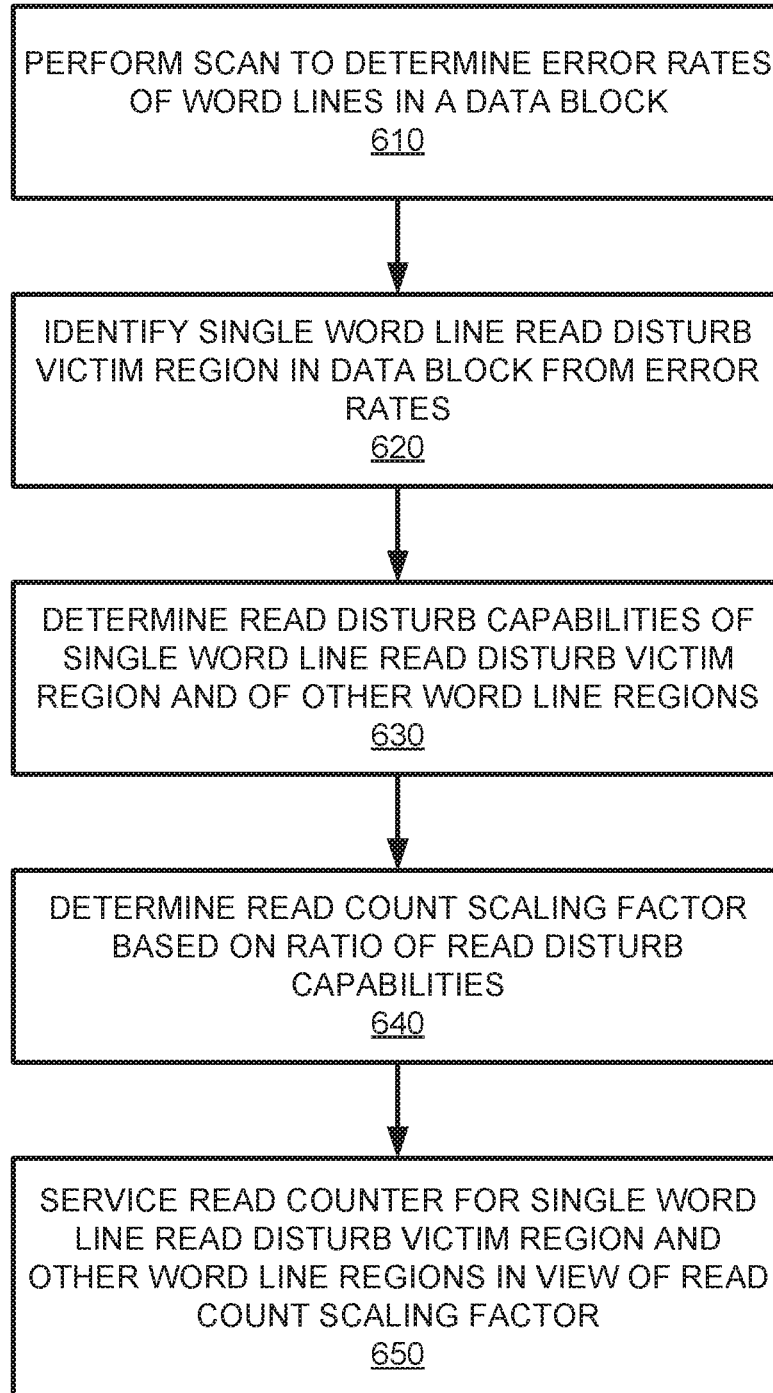 PERFORM SCAN TO DETERMINE ERROR RATES
OF WORD LINES IN A DATA BLOCK
610
IDENTIFY SINGLE WORD LINE READ DISTURB
VICTIM REGION IN DATA BLOCK FROM ERROR
RATES
620
DETERMINE READ DISTURB CAPABILITIES OF
SINGLE WORD LINE READ DISTURB VICTIM
REGION AND OF OTHER WORD LINE REGIONS
630
DETERMINE READ COUNT SCALING FACTOR
BASED ON RATIO OF READ DISTURB
CAPABILITIES
640
SERVICE READ COUNTER FOR SINGLE WORD
LINE READ DISTURB VICTIM REGION AND
OTHER WORD LINE REGIONS IN VIEW OF READ
COUNT SCALING FACTOR
650